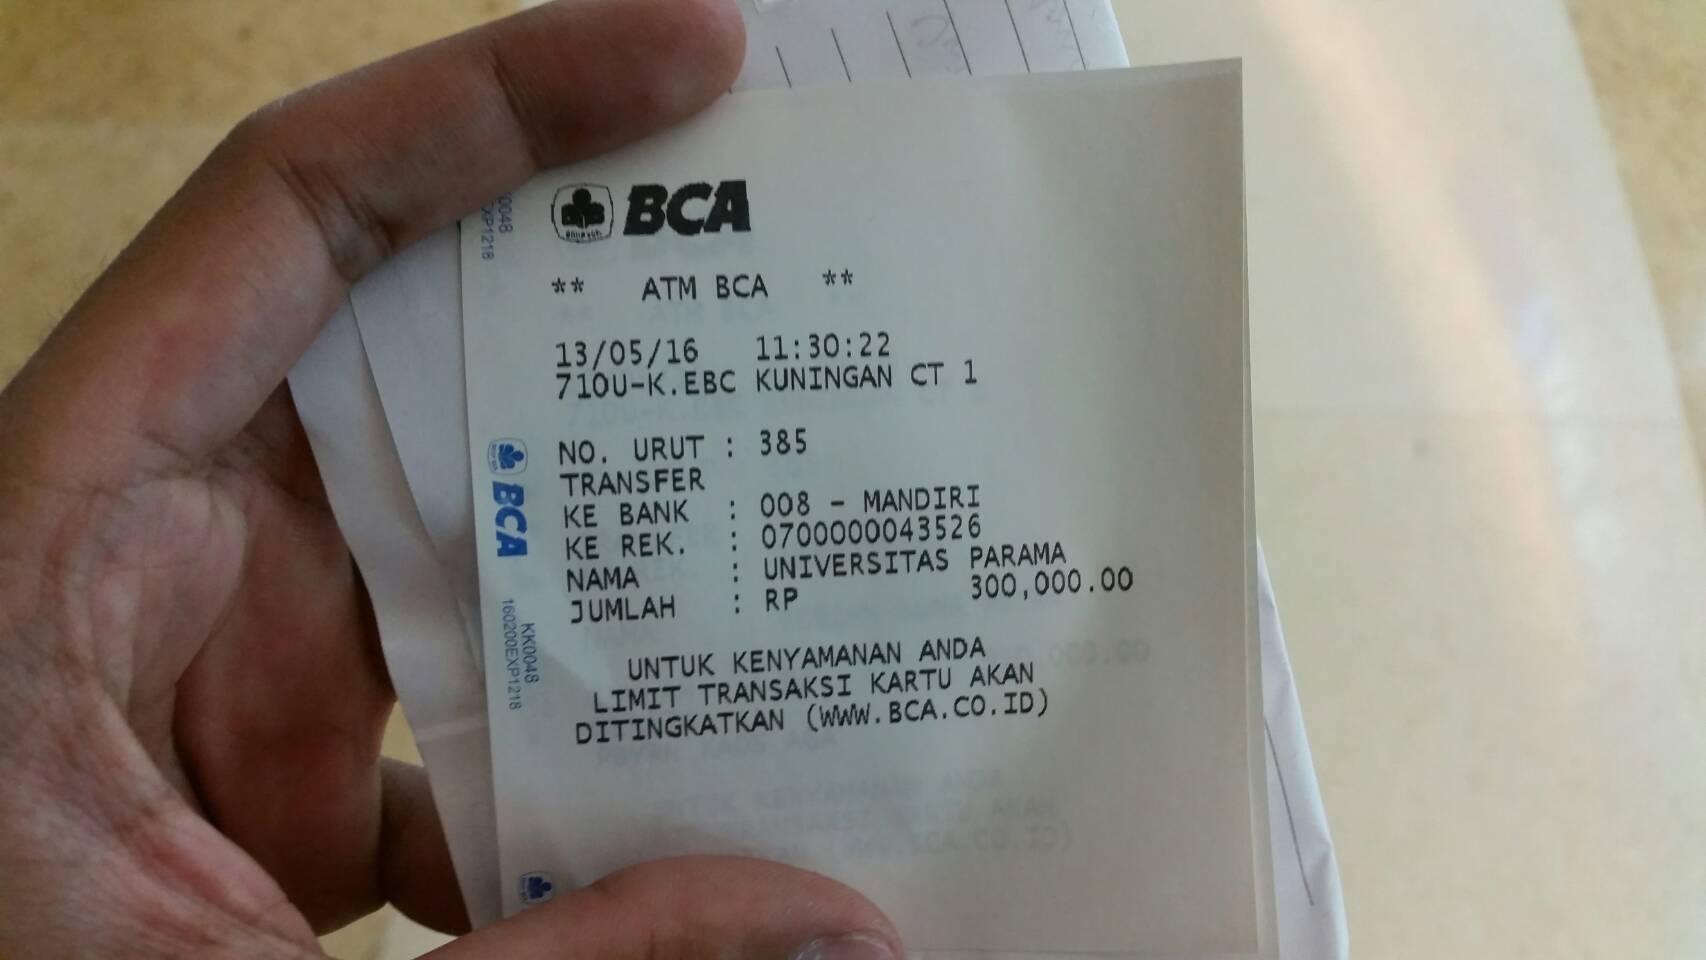 BCA
** ATM BCA **
13/05/16 11:30:22
710U-K.EBC KUNINGAN CT 1
NO. URUT : 385
TRANSFER
KE BANK : 008 - MANDIRI
KE REK. : 0700000043526
NAMA : UNIVERSITAS PARAMA
JUMLAH : RP 300,000.00
UNTUK KENYAMANAN ANDA
LIMIT TRANSAKSI KARTU AKAN
DITINGKATKAN (WWW.BCA.CO.ID)
0048
EXP1218
BCA
KK0048
160200EXP1218